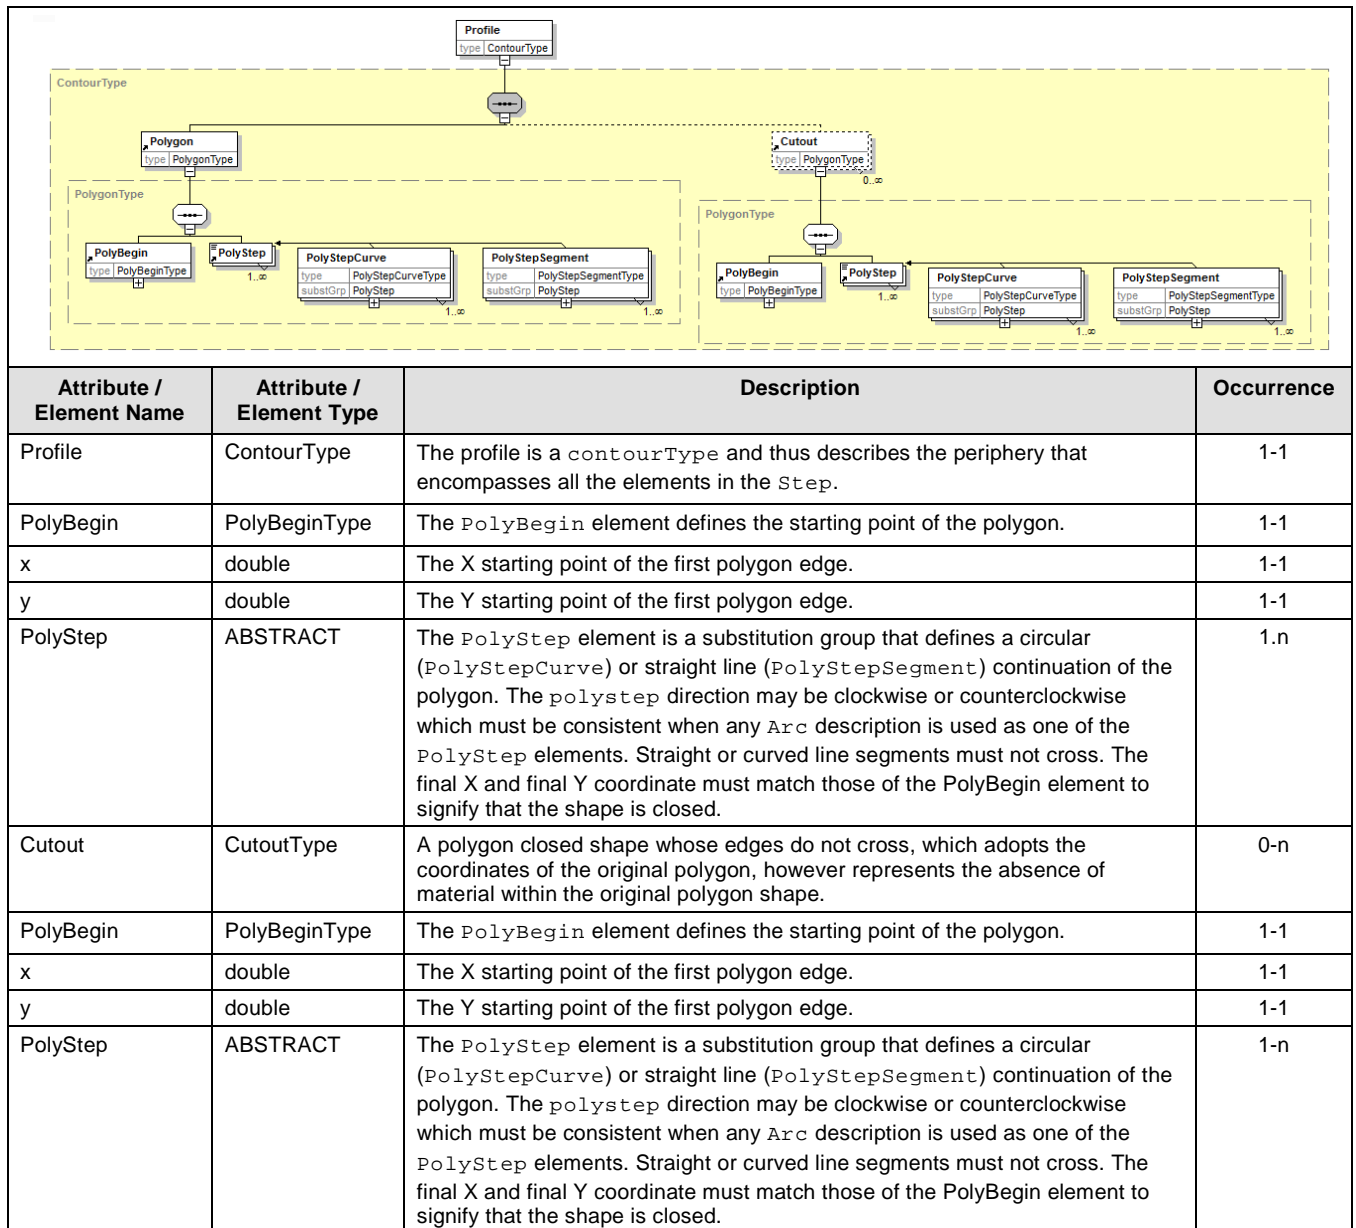 Profile
type ContourType
ContourType
Polygon
type PolygonType
Cutout
type PolygonType
0..∞
PolygonType
PolyBegin
type PolyBeginType
PolyStep
1..∞
PolyStepCurve
type PolyStepCurveType
substGrp PolyStep
1..∞
PolyStepSegment
type PolyStepSegmentType
substGrp PolyStep
1..∞
PolygonType
PolyBegin
type PolyBeginType
PolyStep
1..∞
PolyStepCurve
type PolyStepCurveType
substGrp PolyStep
1..∞
PolyStepSegment
type PolyStepSegmentType
substGrp PolyStep
1..∞
Attribute /
Element Name
Attribute /
Element Type
Description
Occurrence
Profile
ContourType
The profile is a contourType and thus describes the periphery that
encompasses all the elements in the Step.
1-1
PolyBegin
PolyBeginType
The PolyBegin element defines the starting point of the polygon.
1-1
x
double
The X starting point of the first polygon edge.
1-1
y
double
The Y starting point of the first polygon edge.
1-1
PolyStep
ABSTRACT
The PolyStep element is a substitution group that defines a circular
(PolyStepCurve) or straight line (PolyStepSegment) continuation of the
polygon. The polystep direction may be clockwise or counterclockwise
which must be consistent when any Arc description is used as one of the
PolyStep elements. Straight or curved line segments must not cross. The
final X and final Y coordinate must match those of the PolyBegin element to
signify that the shape is closed.
1.n
Cutout
CutoutType
A polygon closed shape whose edges do not cross, which adopts the
coordinates of the original polygon, however represents the absence of
material within the original polygon shape.
0-n
PolyBegin
PolyBeginType
The PolyBegin element defines the starting point of the polygon.
1-1
x
double
The X starting point of the first polygon edge.
1-1
y
double
The Y starting point of the first polygon edge.
1-1
PolyStep
ABSTRACT
The PolyStep element is a substitution group that defines a circular
(PolyStepCurve) or straight line (PolyStepSegment) continuation of the
polygon. The polystep direction may be clockwise or counterclockwise
which must be consistent when any Arc description is used as one of the
PolyStep elements. Straight or curved line segments must not cross. The
final X and final Y coordinate must match those of the PolyBegin element to
signify that the shape is closed.
1-n